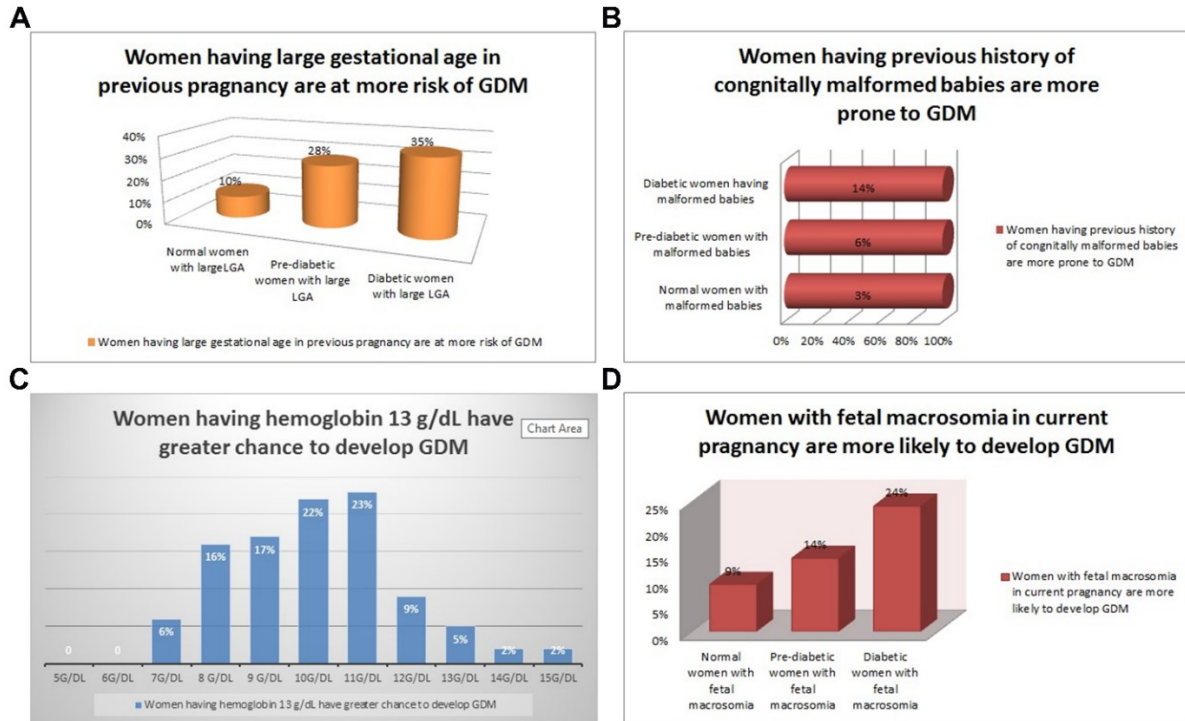 A
Women having large gestational age in
previous pragnancy are at more risk of GDM
40%
30%
20%
10%
0%
10%
28%
35%
Normal women
with largeLGA
Pre-diabetic
women with large
LGA
Diabetic women
with large LGA
Women having large gestational age in previous pragnancy are at more risk of GDM
B
Women having previous history of
congnitally malformed babies are more
prone to GDM
Diabetic women having
malformed babies
14%
Pre-diabetic women with
malformed babies
6%
Normal women with
malformed babies
3%
0% 20% 40% 60% 80% 100%
Women having previous history
of congnitally malformed babies
are more prone to GDM
C
Women having hemoglobin 13 g/dL have
greater chance to develop GDM
Chart Area
0 0 6% 16% 17% 22% 23% 9% 5% 2% 2%
5G/DL 6G/DL 7G/DL 8 G/DL 9 G/DL 10G/DL 11G/DL 12G/DL 13G/DL 14G/DL 15G/DL
Women having hemoglobin 13 g/dL have greater chance to develop GDM
D
Women with fetal macrosomia in current
pragnancy are more likely to develop GDM
25%
20%
15%
10%
5%
0%
9%
14%
24%
Normal
women with
fetal
macrosomia
Pre-diabetic
women with
fetal
macrosomia
Diabetic
women with
fetal
macrosomia
Women with fetal macrosomia
in current pragnancy are more
likely to develop GDM